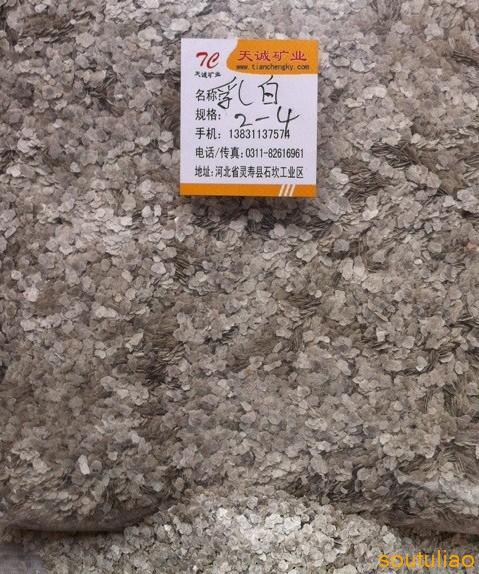 TC 天诚矿业
www.tianchengky.com
天诚矿业
名称: 乳白
规格: 2-4
手机: 13831137574
电话/传真: 0311-82616961
地址: 河北省灵寿县石坎工业区
soutuliao